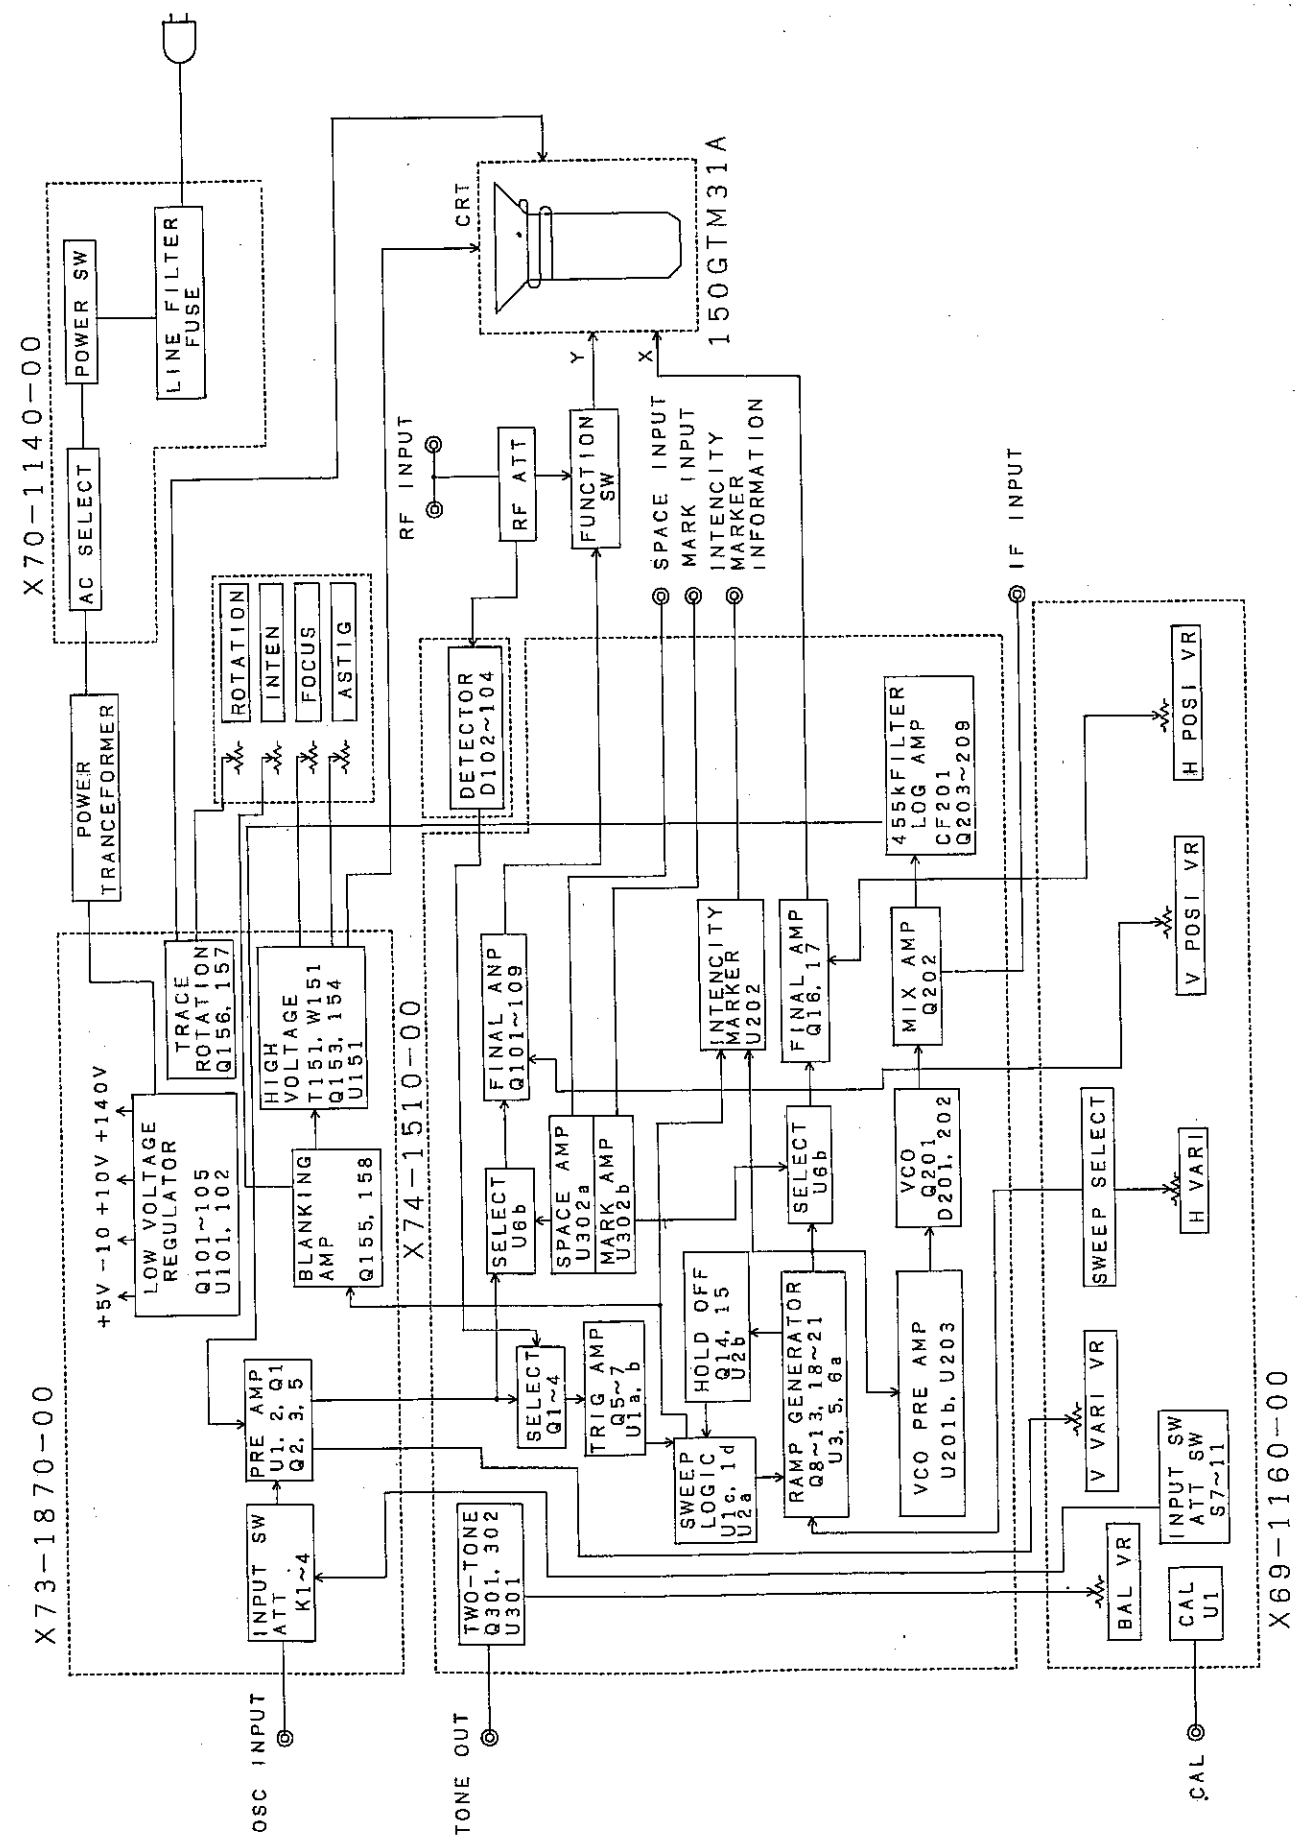 X73-1870-00
OSC INPUT
INPUT SW
ATT
K1~4
PRE AMP
U1, 2, Q1
Q2, 3, 5
+5V -10 +10V +140V
LOW VOLTAGE
REGULATOR
Q101~105
U101, 102
BLANKING
AMP
Q155, 158
TRACE
ROTATION
Q156, 157
HIGH
VOLTAGE
T151, W151
Q153, 154
U151
POWER
TRANCEFORMER
X70-1140-00
AC SELECT
POWER SW
LINE FILTER
FUSE
ROTATION
INTEN
FOCUS
ASTIG
CRT
150GTM31A
Y
X
RF INPUT
RF ATT
FUNCTION
SW
X74-1510-00
TONE OUT
TWO-TONE
Q301, 302
U301
SELECT
Q1~4
TRIG AMP
Q5~7
U1a, b
SWEEP
LOGIC
U1c, 1d
U2a
HOLD OFF
Q14, 15
U2b
RAMP GENERATOR
Q8~13, 18~21
U3, 5, 6a
VCO PRE AMP
U201b, U203
SELECT
U6b
SPACE AMP
U302a
MARK AMP
U302b
SELECT
U6b
VCO
Q201
D201, 202
FINAL ANP
Q101~109
DETECTOR
D102~104
INTENCITY
MARKER
U202
FINAL AMP
Q16, 17
MIX AMP
Q202
455kFILTER
LOG AMP
CF201
Q203~209
SPACE INPUT
MARK INPUT
INTENCITY
MARKER
INFORMATION
IF INPUT
X69-1160-00
CAL
CAL
U1
BAL VR
INPUT SW
ATT SW
S7~11
V VARI VR
SWEEP SELECT
H VARI
V POSI VR
H POSI VR